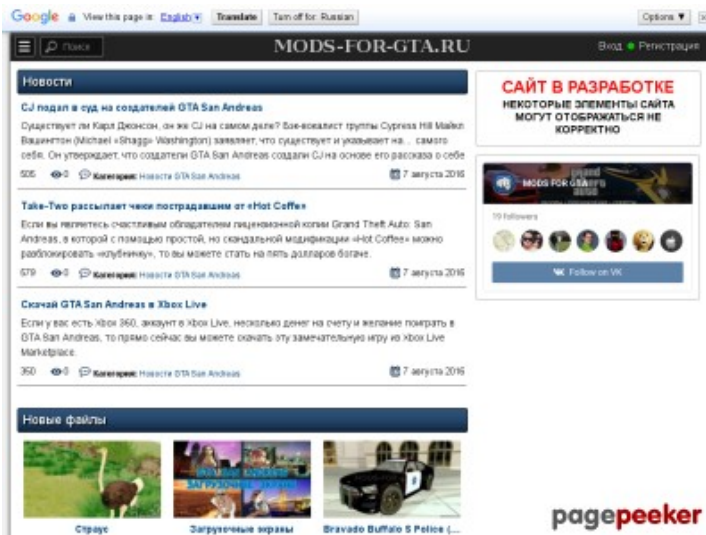 Google View this page in: English Translate Turn off for: Russian Options ▼
Поиск MODS-FOR-GTA.RU Вход Регистрация
Новости
CJ подал в суд на создателей GTA San Andreas
Существует ли Карл Джонсон, он же CJ на самом деле? Бэк-вокалист группы Cypress Hill Майкл
Вашингтон (Michael «Shagg» Washington) заявляет, что существует и указывает на... самого
себя. Он утверждает, что создатели GTA San Andreas создали CJ на основе его рассказа о себе
505 0 Категория: Новости GTA San Andreas 7 августа 2016
Take-Two рассылает чеки пострадавшим от «Hot Coffe»
Если вы являетесь счастливым обладателем лицензионной копии Grand Theft Auto: San
Andreas, в которой с помощью простой, но скандальной модификации «Hot Coffee» можно
разблокировать «клубничку», то вы можете стать на пять долларов богаче.
579 0 Категория: Новости GTA San Andreas 7 августа 2016
Скачай GTA San Andreas в Xbox Live
Если у вас есть Xbox 360, аккаунт в Xbox Live, несколько денег на счету и желание поиграть в
GTA San Andreas, то прямо сейчас вы можете скачать эту замечательную игру из Xbox Live
Marketplace.
350 0 Категория: Новости GTA San Andreas 7 августа 2016
Новые файлы
ЗАГРУЗОЧНЫЕ ЭКРАНЫ
Страус
Загрузочные экраны
Bravado Buffalo S Police (...
САЙТ В РАЗРАБОТКЕ
НЕКОТОРЫЕ ЭЛЕМЕНТЫ САЙТА
МОГУТ ОТОБРАЖАТЬСЯ НЕ
КОРРЕКТНО
MODS FOR GTA
19 followers
Follow on VK
pagepeeker